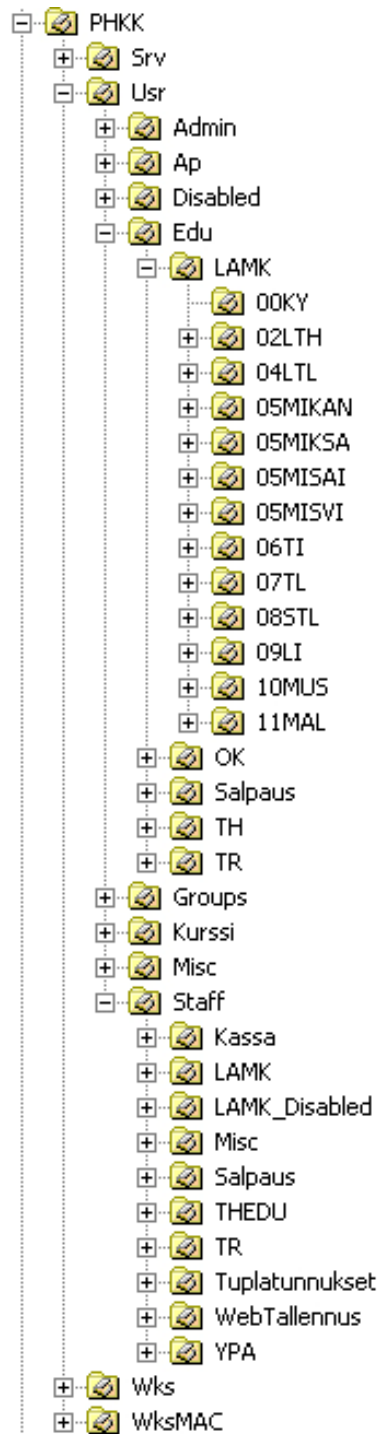 PHKK
Srv
Usr
Admin
Ap
Disabled
Edu
LAMK
00KY
02LTH
04LTL
05MIKAN
05MIKSA
05MISAI
05MISVI
06TI
07TL
08STL
09LI
10MUS
11MAL
OK
Salpaus
TH
TR
Groups
Kurssi
Misc
Staff
Kassa
LAMK
LAMK_Disabled
Misc
Salpaus
THEDU
TR
Tuplatunnukset
WebTallennus
YPA
Wks
WksMAC